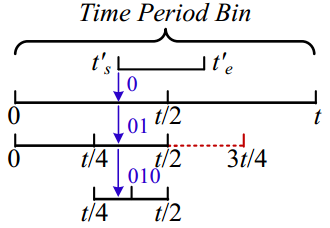 Time Period Bin
t's t'e
0
0 t/2 t
01
0 t/4 t/2 3t/4
010
t/4 t/2